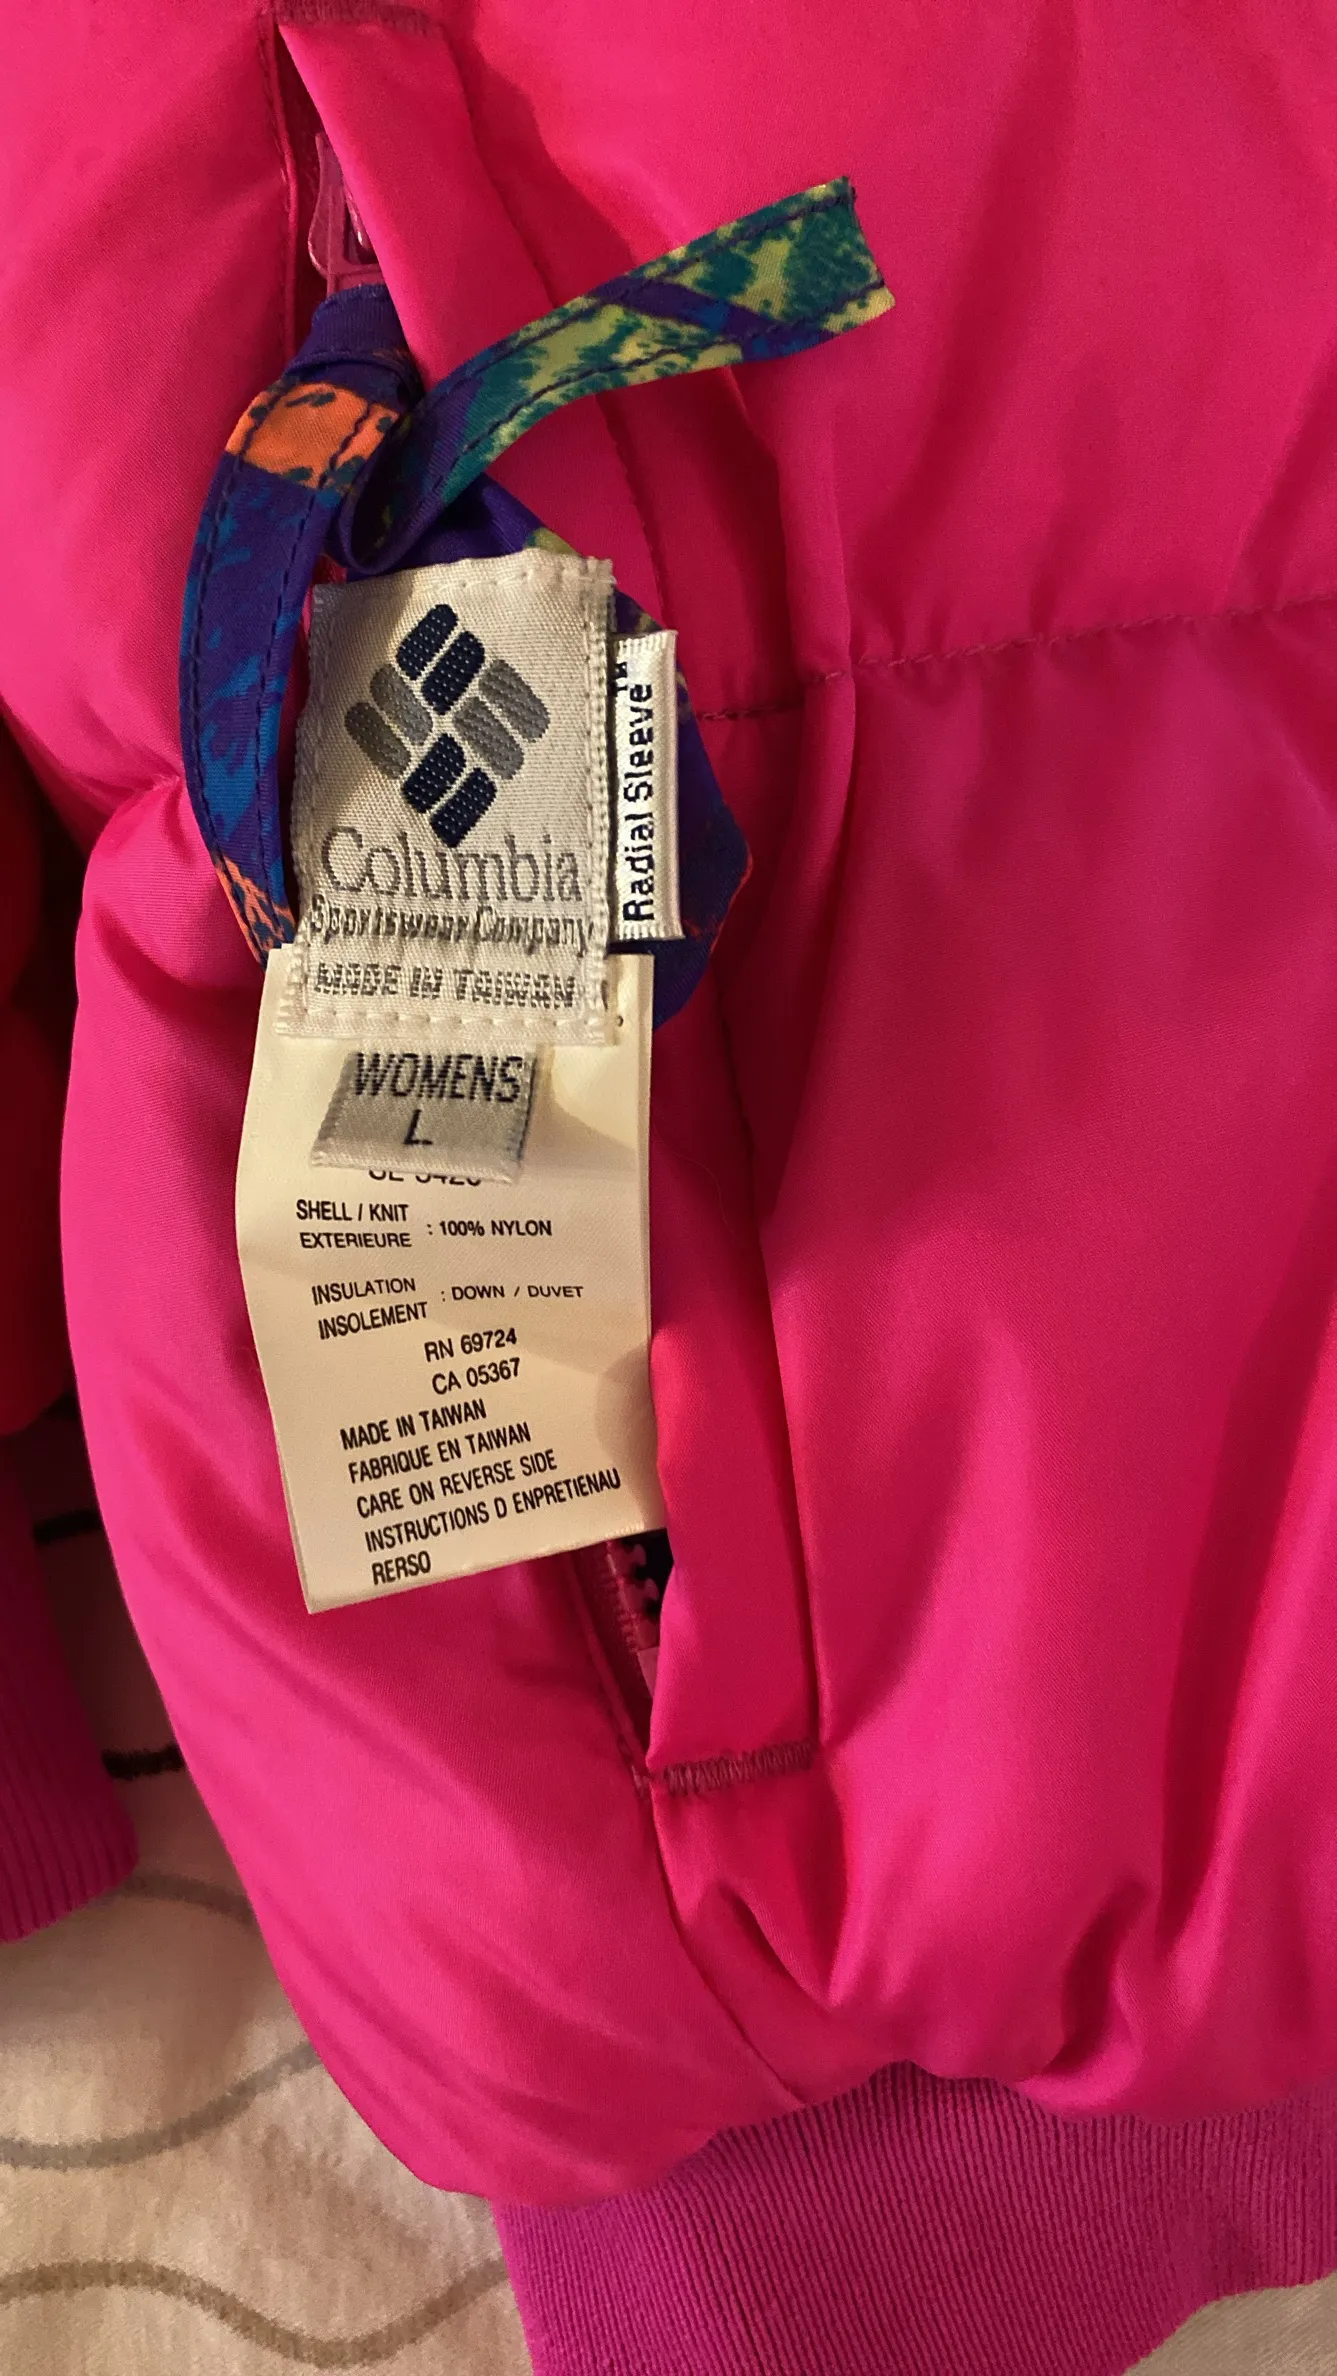 Columbia
Sportswear Company
MADE IN TAIWAN
Radial Sleeve™
WOMENS
L
SHELL / KNIT
EXTERIEURE : 100% NYLON
INSULATION
INSOLEMENT : DOWN / DUVET
RN 69724
CA 05367
MADE IN TAIWAN
FABRIQUE EN TAIWAN
CARE ON REVERSE SIDE
INSTRUCTIONS D ENPRETIENAU
RERSO